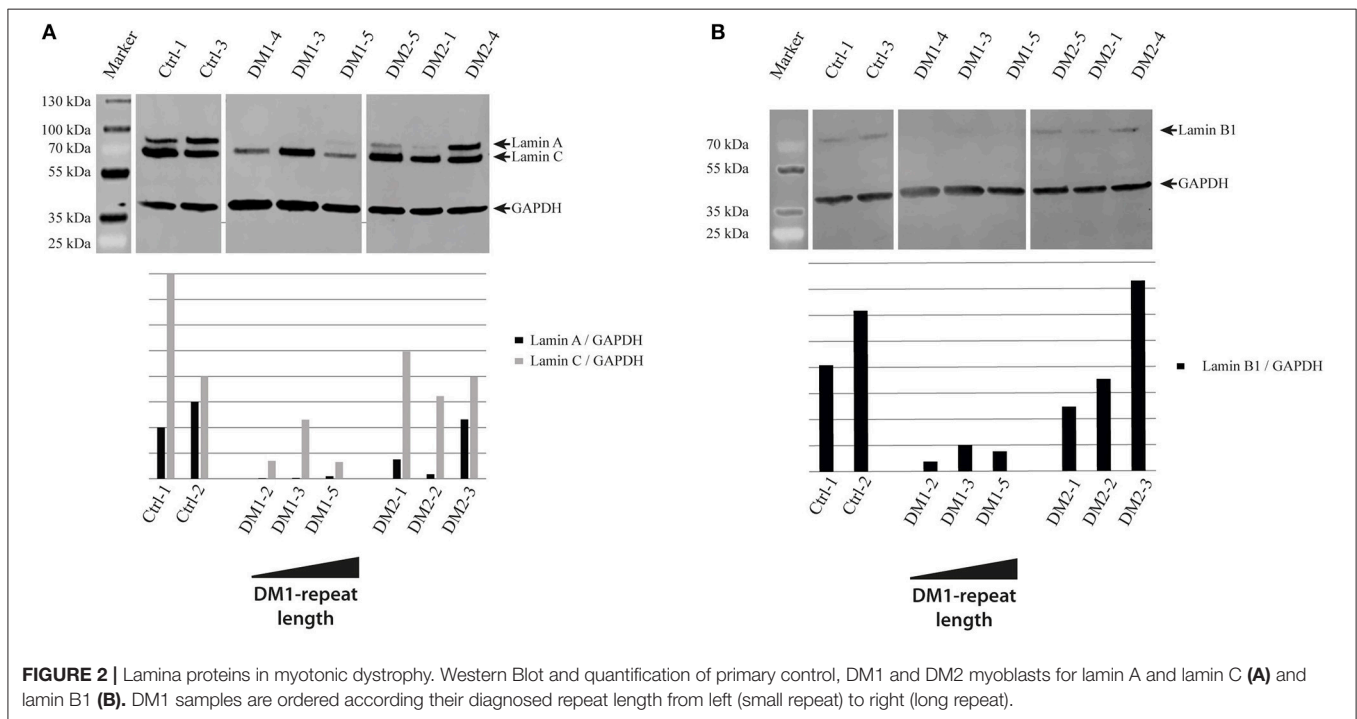 A
Marker
Ctrl-1
Ctrl-3
DM1-4
DM1-3
DM1-5
DM2-5
DM2-1
DM2-4
130 kDa
100 kDa
70 kDa
55 kDa
35 kDa
25 kDa
Lamin A
Lamin C
GAPDH
Lamin A / GAPDH
Lamin C / GAPDH
Ctrl-1
Ctrl-2
DM1-2
DM1-3
DM1-5
DM2-1
DM2-2
DM2-3
DM1-repeat
length
B
Marker
Ctrl-1
Ctrl-3
DM1-4
DM1-3
DM1-5
DM2-5
DM2-1
DM2-4
70 kDa
55 kDa
35 kDa
25 kDa
Lamin B1
GAPDH
Lamin B1 / GAPDH
Ctrl-1
Ctrl-2
DM1-2
DM1-3
DM1-5
DM2-1
DM2-2
DM2-3
DM1-repeat
length
FIGURE 2 | Lamina proteins in myotonic dystrophy. Western Blot and quantification of primary control, DM1 and DM2 myoblasts for lamin A and lamin C (A) and
lamin B1 (B). DM1 samples are ordered according their diagnosed repeat length from left (small repeat) to right (long repeat).